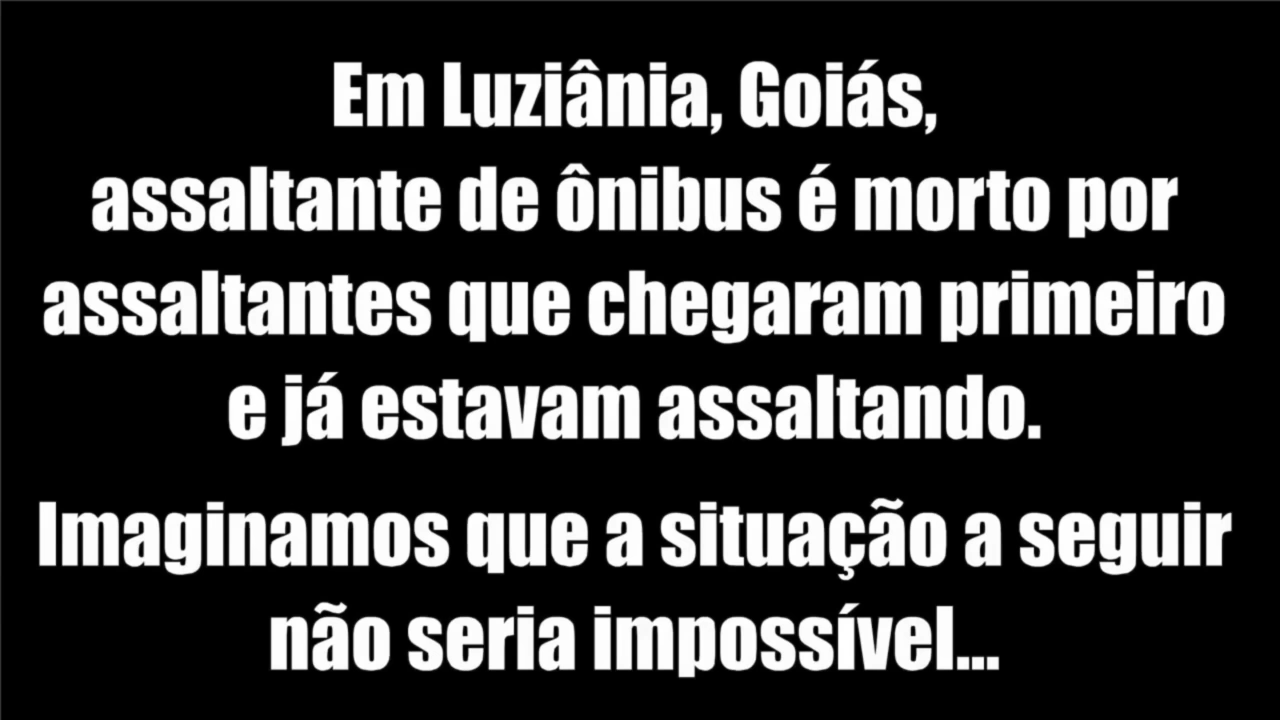 Em Luziânia, Goiás,
assaltante de ônibus é morto por
assaltantes que chegaram primeiro
e já estavam assaltando.
Imaginamos que a situação a seguir
não seria impossível...